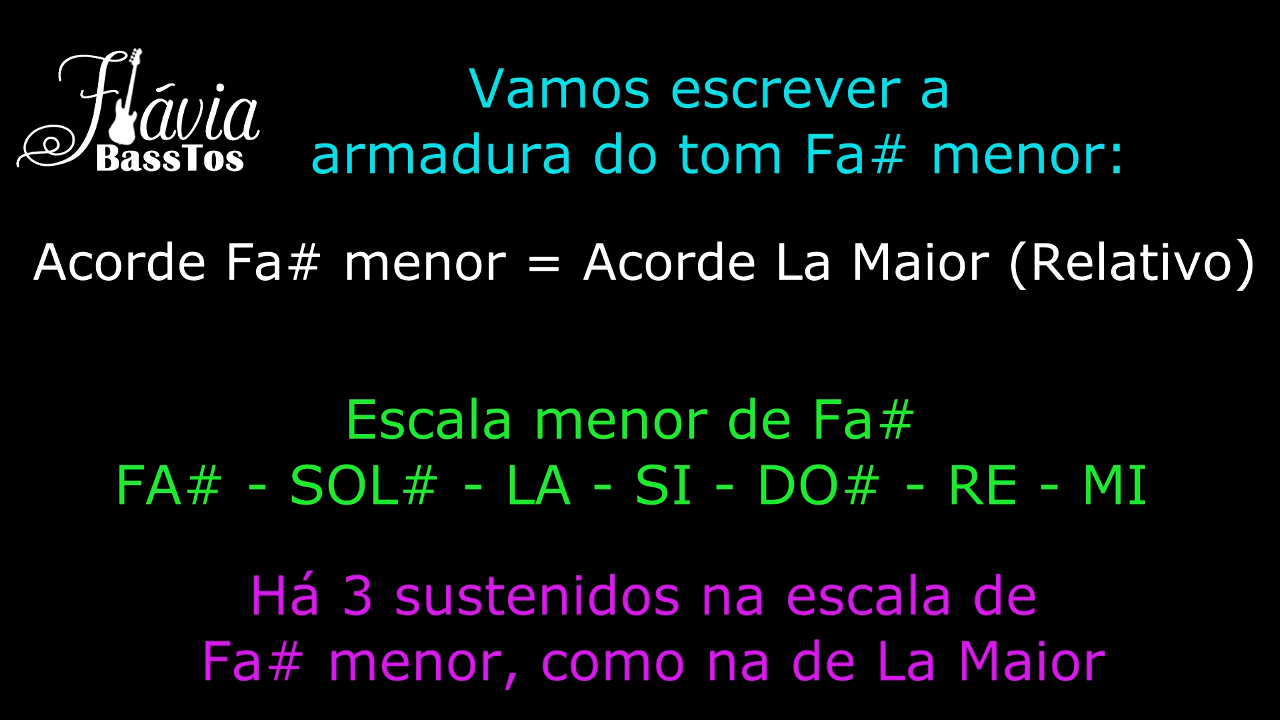 Flávia
BassTos
Vamos escrever a
armadura do tom Fa# menor:
Acorde Fa# menor = Acorde La Maior (Relativo)
Escala menor de Fa#
FA# - SOL# - LA - SI - DO# - RE - MI
Há 3 sustenidos na escala de
Fa# menor, como na de La Maior